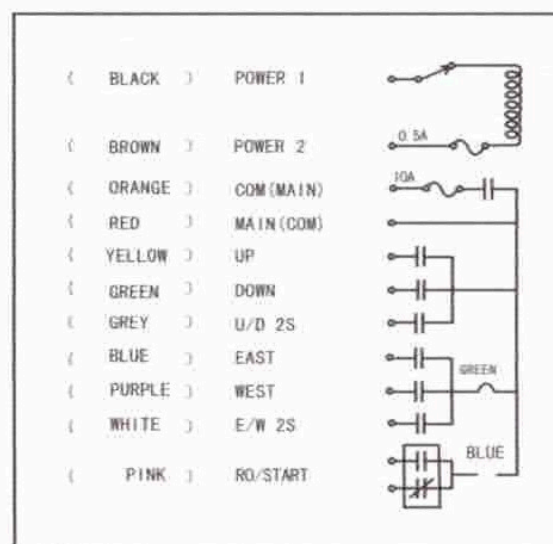 ( BLACK ) POWER 1
( BROWN ) POWER 2 0.5A
( ORANGE ) COM(MAIN) 10A
( RED ) MAIN(COM)
( YELLOW ) UP
( GREEN ) DOWN
( GREY ) U/D 2S
( BLUE ) EAST
GREEN
( PURPLE ) WEST
( WHITE ) E/W 2S
BLUE
( PINK ) RO/START